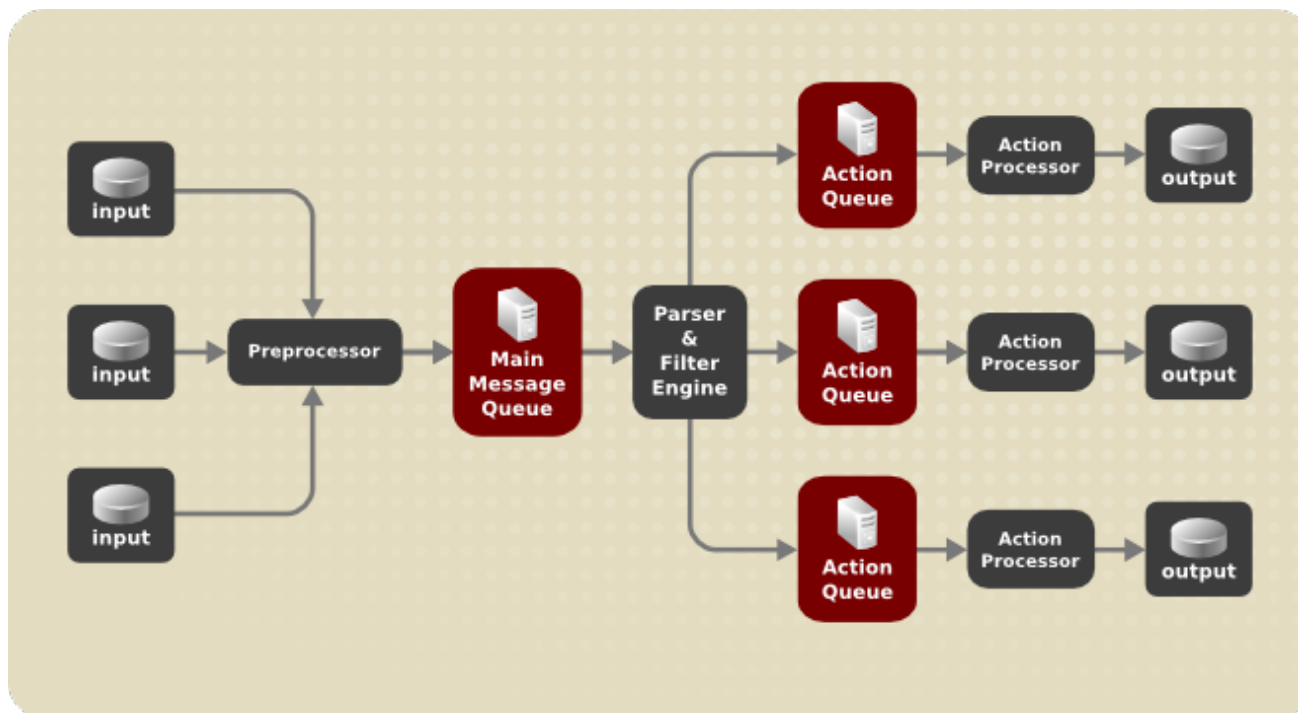 input
input
input
Preprocessor
Main
Message
Queue
Parser
&
Filter
Engine
Action
Queue
Action
Processor
output
Action
Queue
Action
Processor
output
Action
Queue
Action
Processor
output